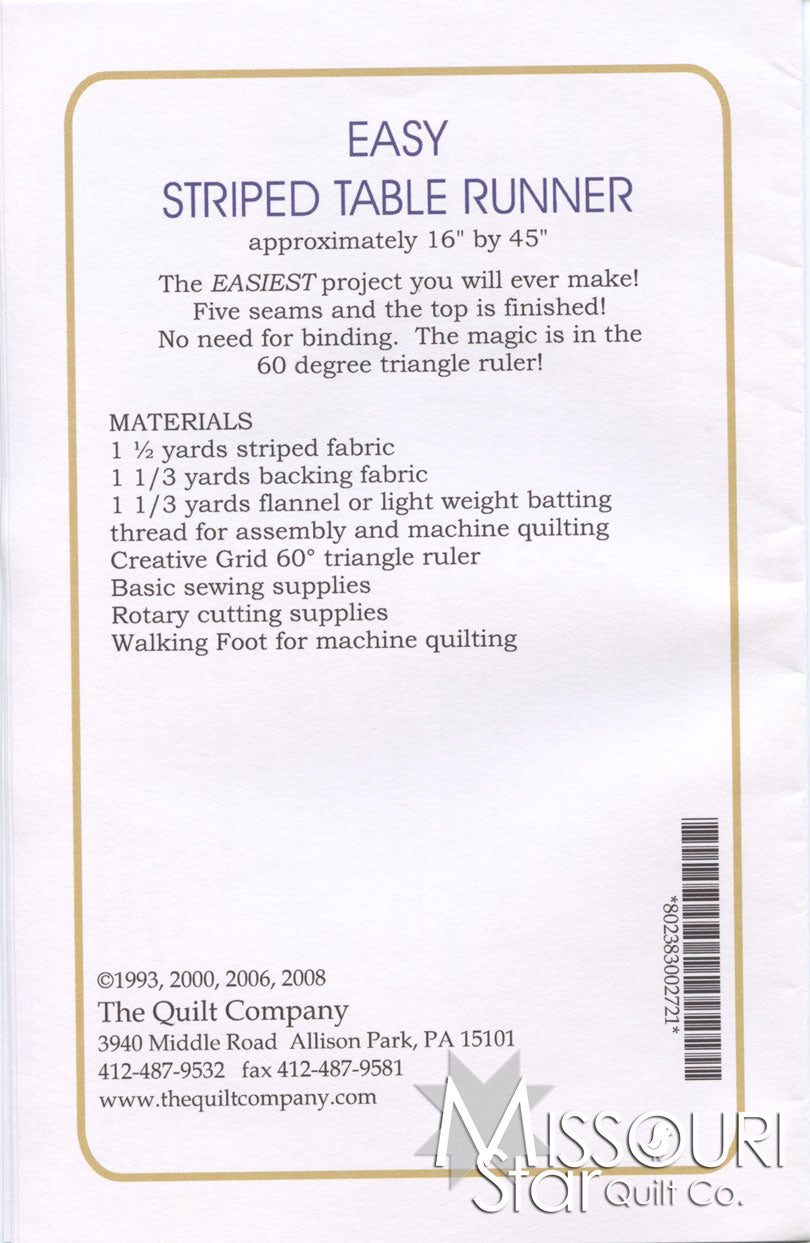 EASY
STRIPED TABLE RUNNER
approximately 16" by 45"
The EASIEST project you will ever make!
Five seams and the top is finished!
No need for binding. The magic is in the
60 degree triangle ruler!
MATERIALS
1 ½ yards striped fabric
1 1/3 yards backing fabric
1 1/3 yards flannel or light weight batting
thread for assembly and machine quilting
Creative Grid 60° triangle ruler
Basic sewing supplies
Rotary cutting supplies
Walking Foot for machine quilting
*802383002721*
©1993, 2000, 2006, 2008
The Quilt Company
3940 Middle Road Allison Park, PA 15101
412-487-9532 fax 412-487-9581
www.thequiltcompany.com
MISSOURI
Star Quilt Co.